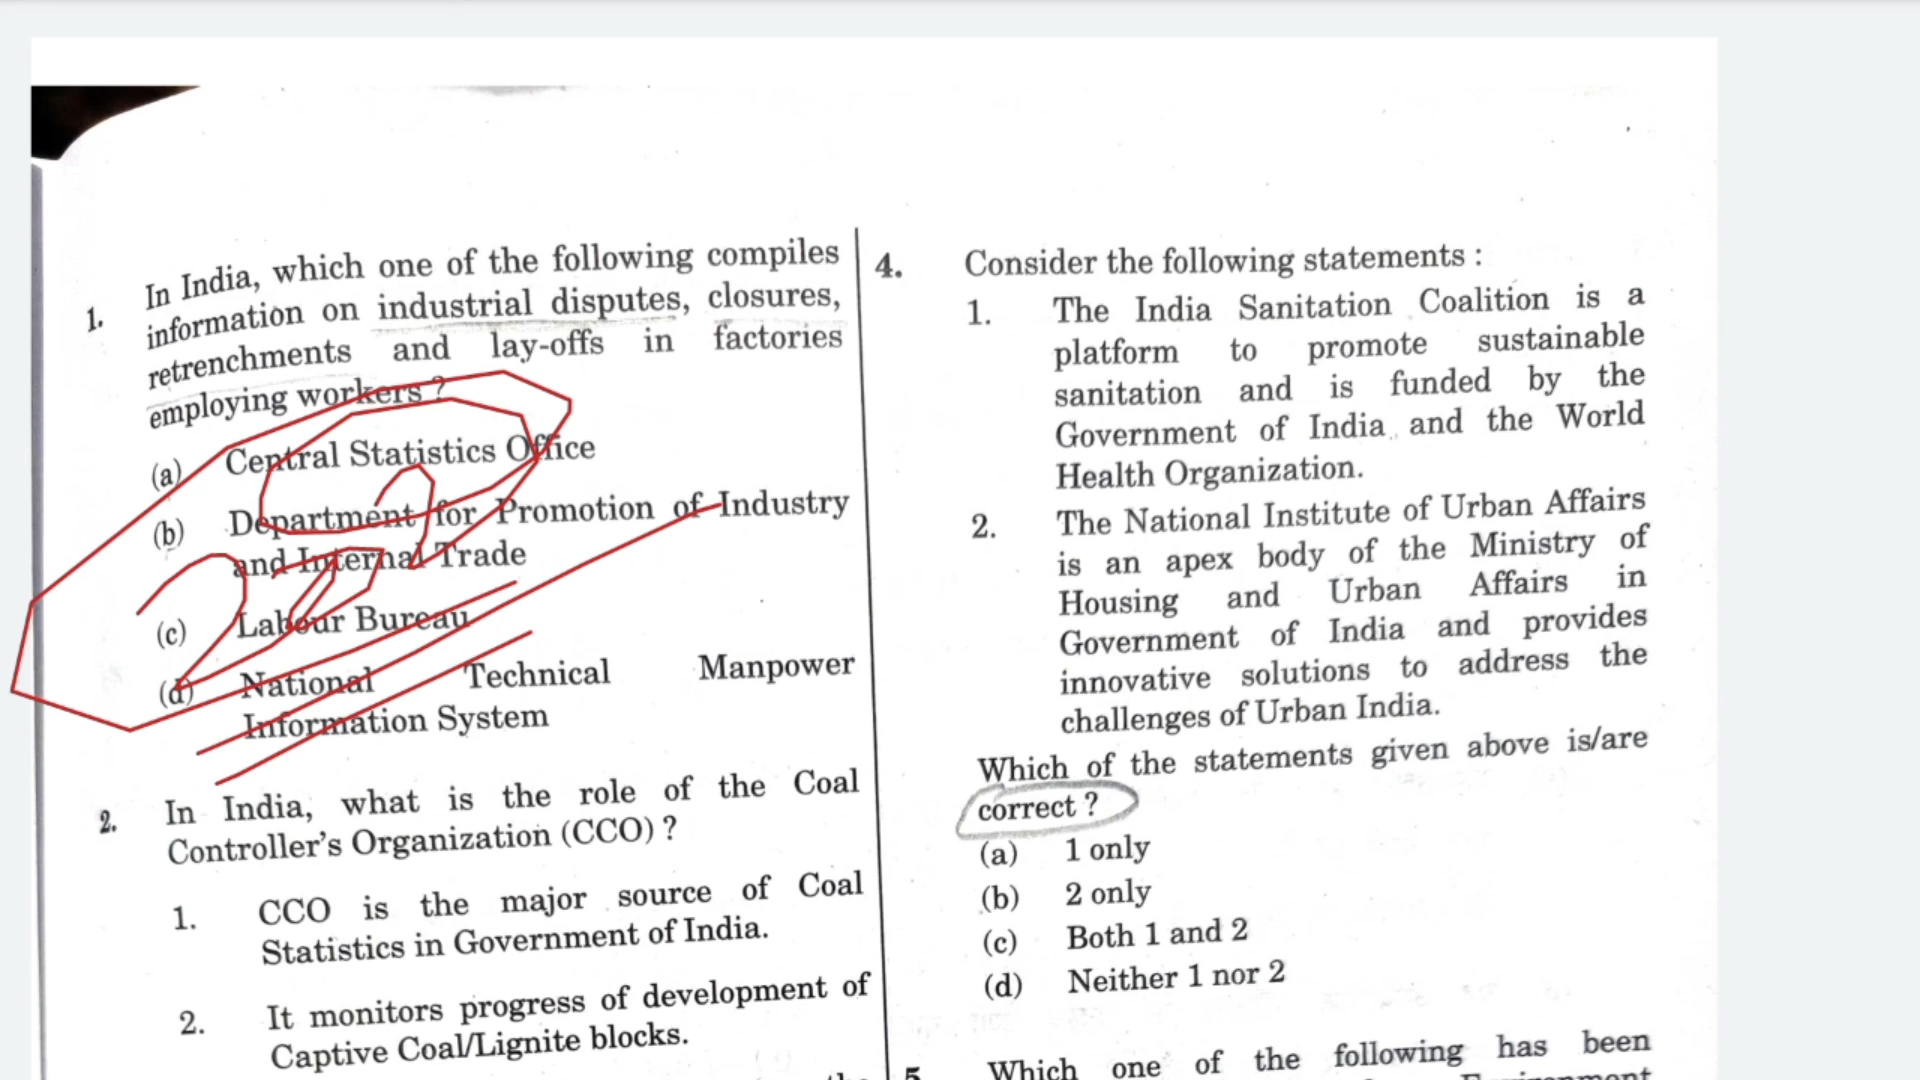 1. In India, which one of the following compiles
information on industrial disputes, closures,
retrenchments and lay-offs in factories
employing workers ?
(a) Central Statistics Office
(b) Department for Promotion of Industry
and Internal Trade
(c) Labour Bureau
(d) National Technical Manpower
Information System
2. In India, what is the role of the Coal
Controller's Organization (CCO) ?
1. CCO is the major source of Coal
Statistics in Government of India.
2. It monitors progress of development of
Captive Coal/Lignite blocks.
4. Consider the following statements :
1. The India Sanitation Coalition is a
platform to promote sustainable
sanitation and is funded by the
Government of India and the World
Health Organization.
2. The National Institute of Urban Affairs
is an apex body of the Ministry of
Housing and Urban Affairs in
Government of India and provides
innovative solutions to address the
challenges of Urban India.
Which of the statements given above is/are
correct ?
(a) 1 only
(b) 2 only
(c) Both 1 and 2
(d) Neither 1 nor 2
5. Which one of the following has been